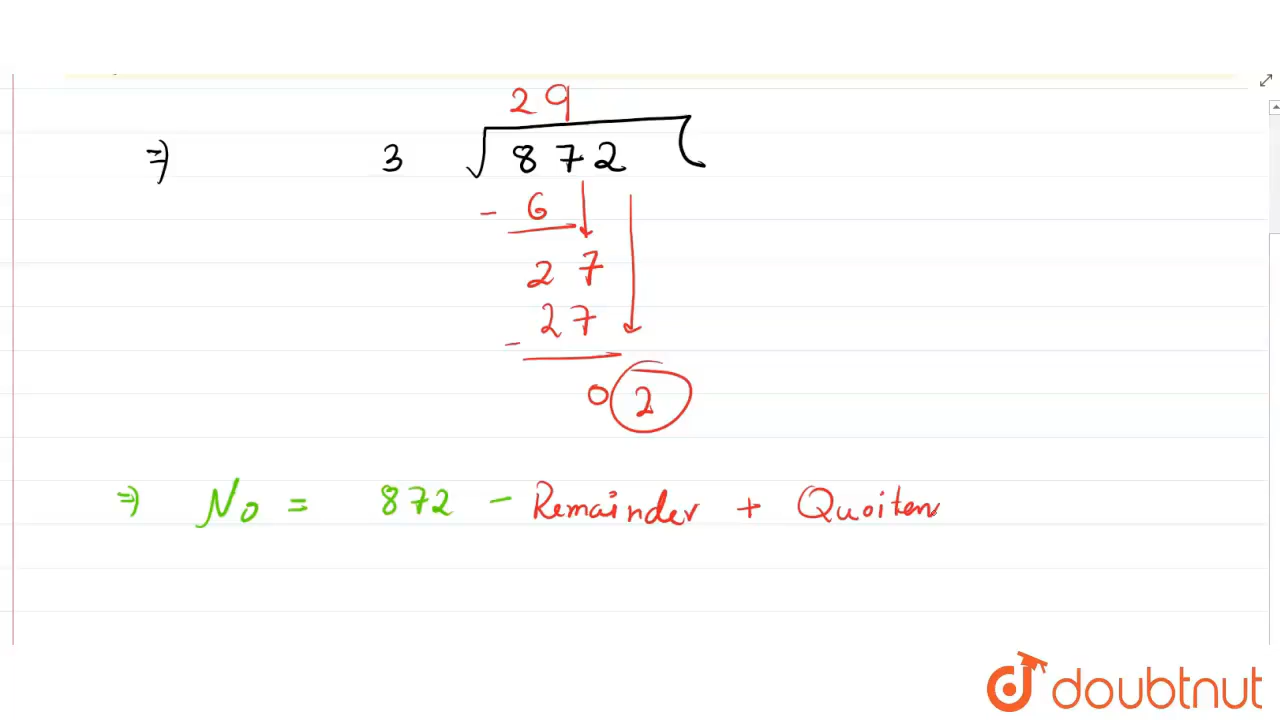 29
⇒ 3 √872
- 6
27
- 27
0 2
⇒ No = 872 - Remainder + Quoiten
doubtnut